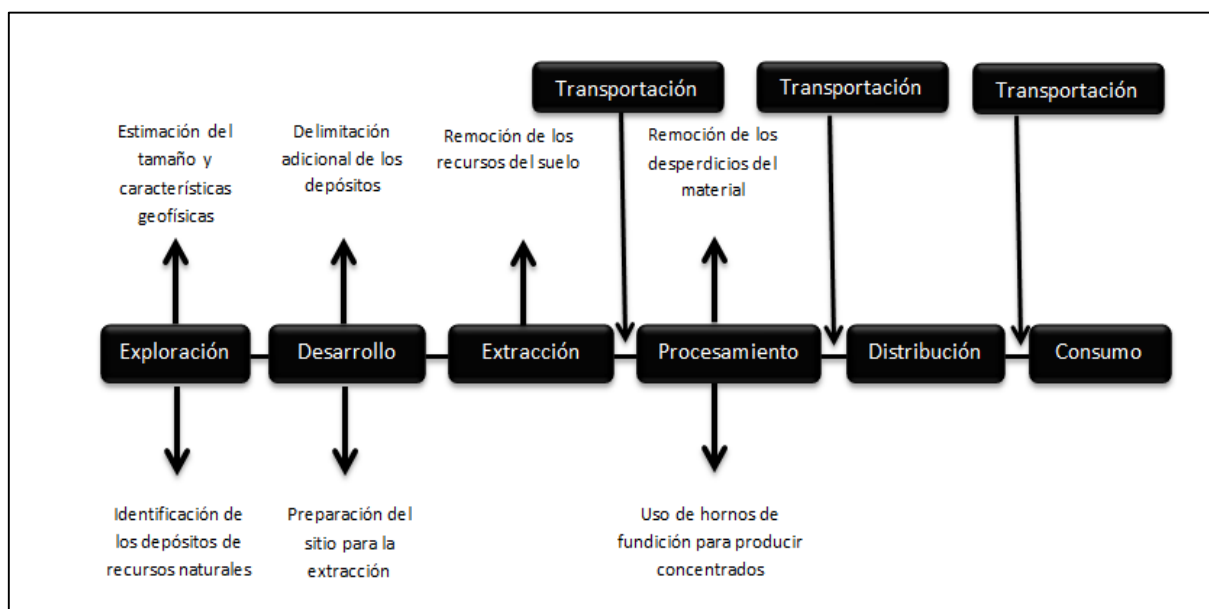 Transportación
Transportación
Transportación
Estimación del
tamaño y
características
geofísicas
Delimitación
adicional de los
depósitos
Remoción de los
recursos del suelo
Remoción de los
desperdicios del
material
Exploración
Desarrollo
Extracción
Procesamiento
Distribución
Consumo
Identificación de
los depósitos de
recursos naturales
Preparación del
sitio para la
extracción
Uso de hornos de
fundición para producir
concentrados